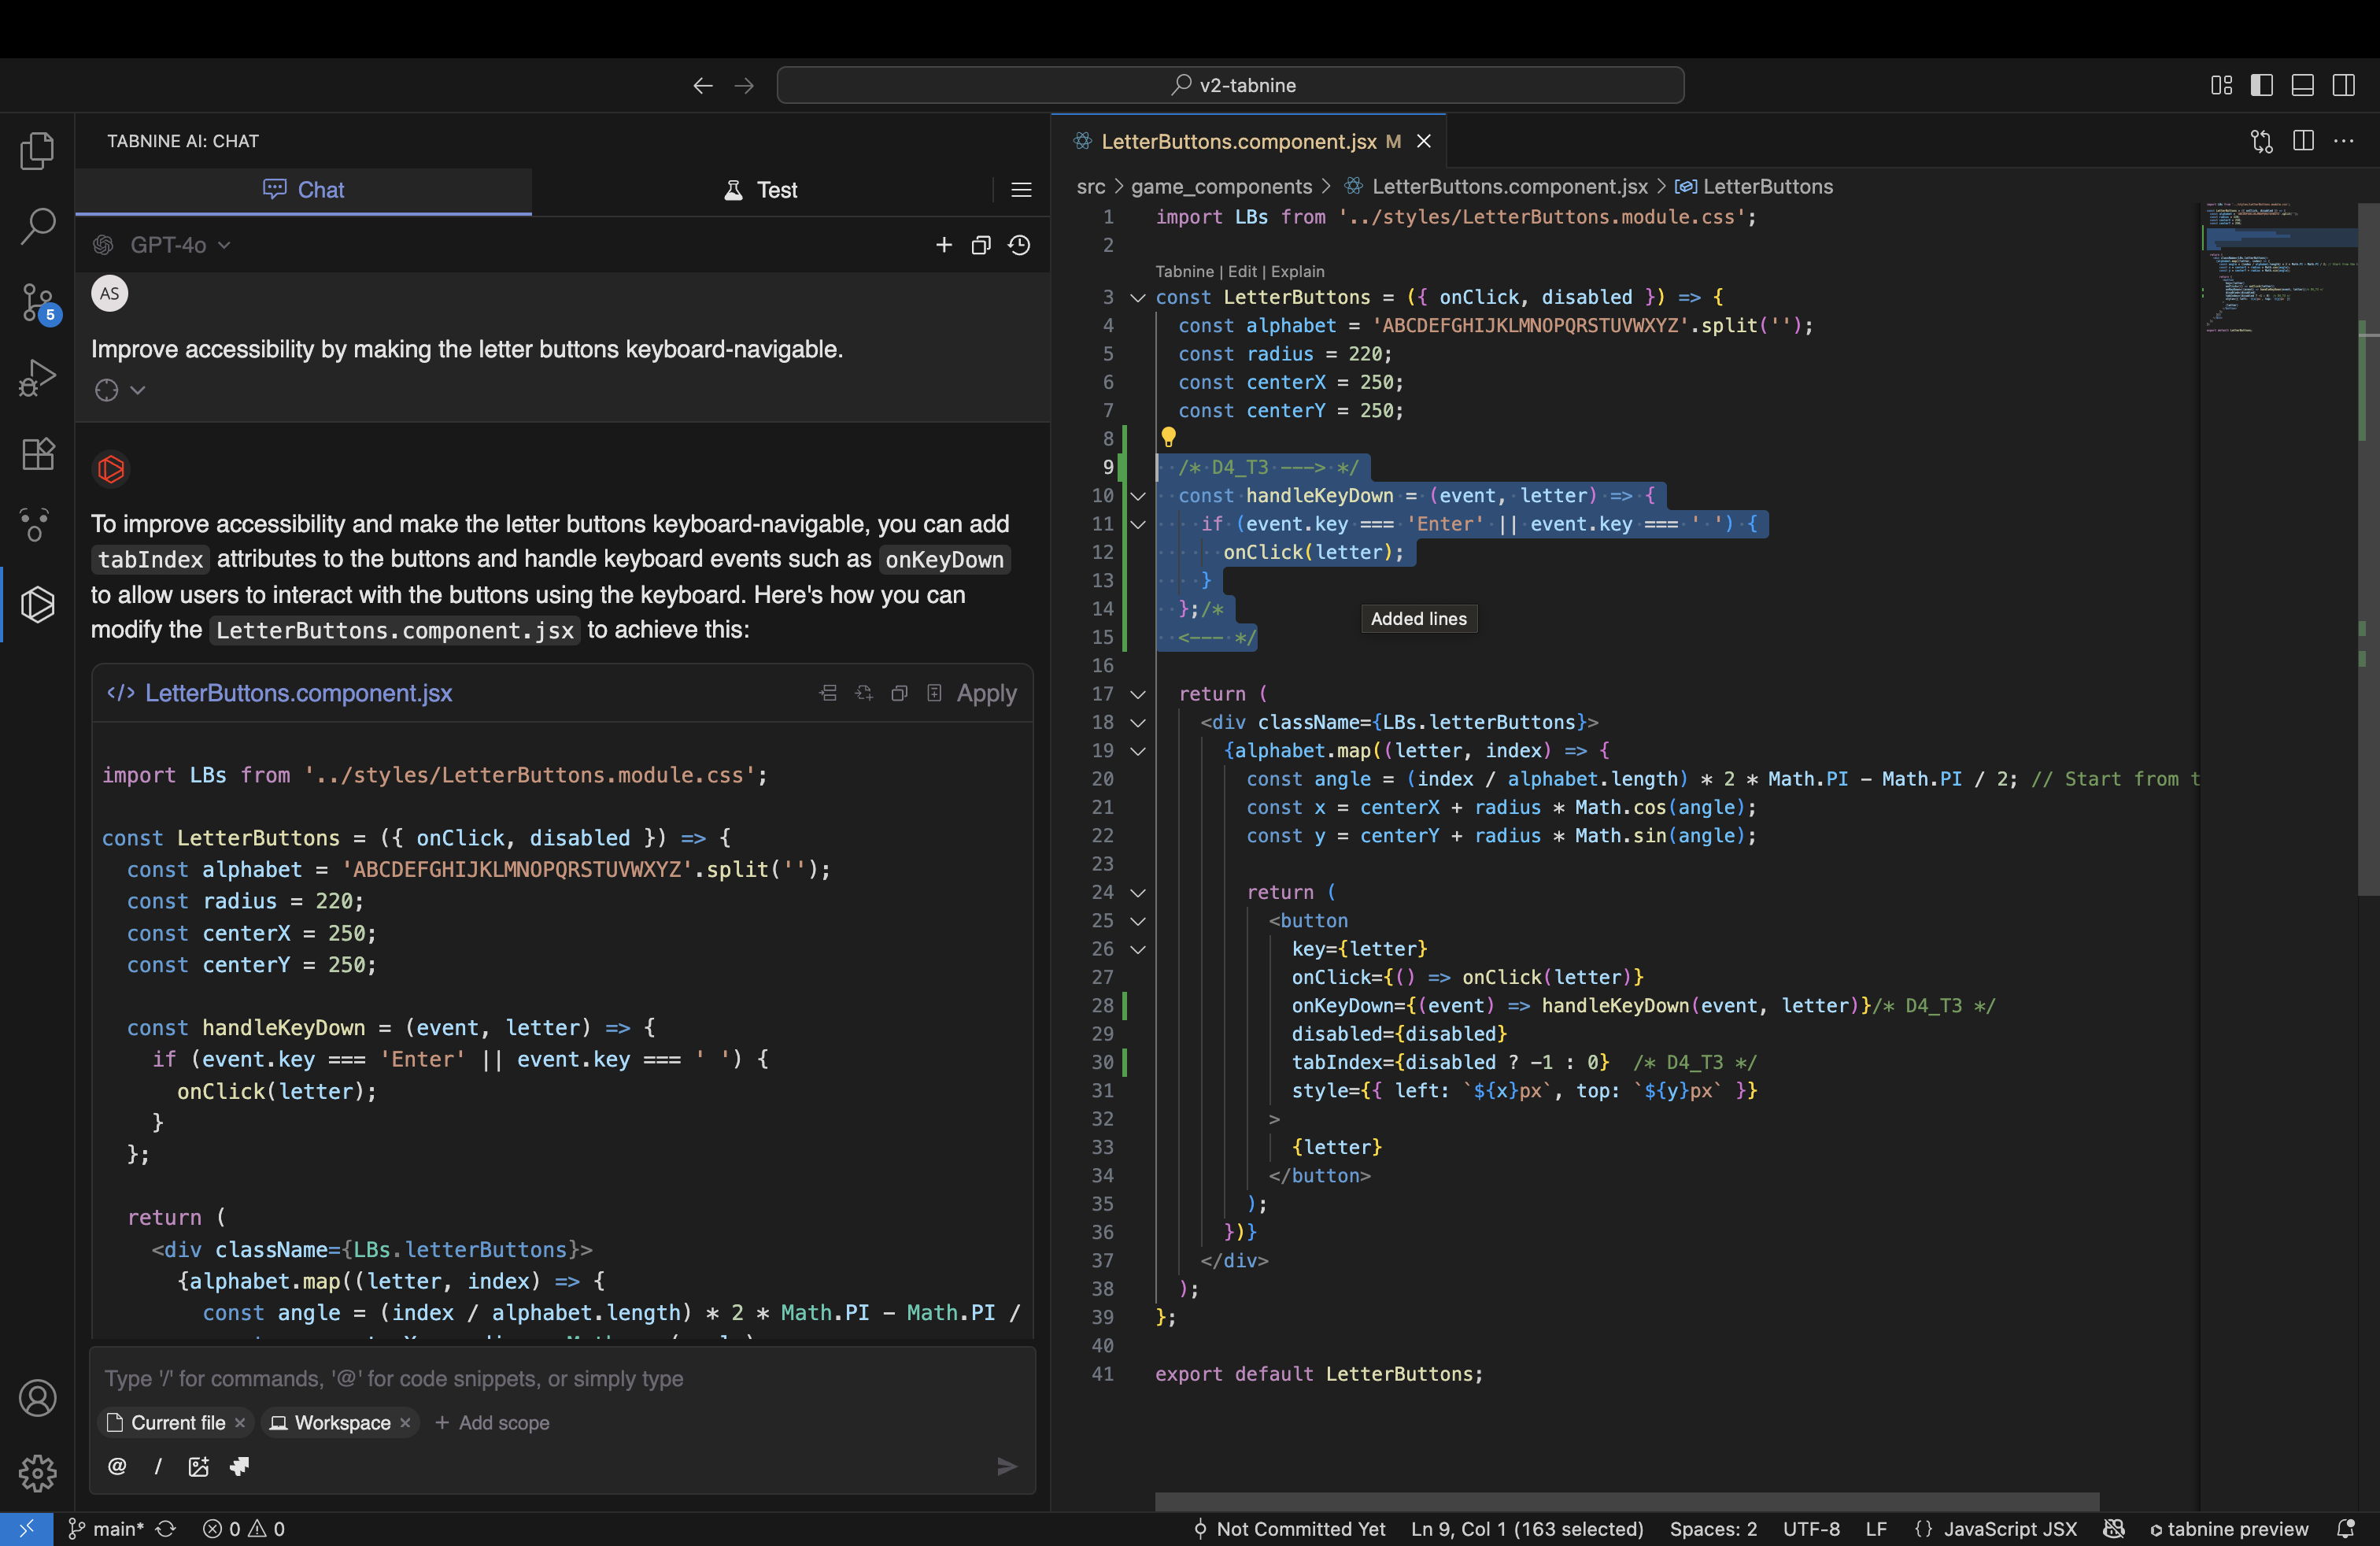 v2-tabnine
TABNINE AI: CHAT
Chat
Test
GPT-4o
AS
Improve accessibility by making the letter buttons keyboard-navigable.
5
To improve accessibility and make the letter buttons keyboard-navigable, you can add
tabIndex attributes to the buttons and handle keyboard events such as onKeyDown
to allow users to interact with the buttons using the keyboard. Here's how you can
modify the LetterButtons.component.jsx to achieve this:
</> LetterButtons.component.jsx
Apply
import LBs from '../styles/LetterButtons.module.css';
const LetterButtons = ({ onClick, disabled }) => {
const alphabet = 'ABCDEFGHIJKLMNOPQRSTUVWXYZ'.split('');
const radius = 220;
const centerX = 250;
const centerY = 250;
const handleKeyDown = (event, letter) => {
if (event.key === 'Enter' || event.key === ' ') {
onClick(letter);
}
};
return (
<div className={LBs.letterButtons}>
{alphabet.map((letter, index) => {
const angle = (index / alphabet.length) * 2 * Math.PI - Math.PI /
Type '/' for commands, '@' for code snippets, or simply type
Current file × Workspace × + Add scope
@ /
LetterButtons.component.jsx M
src > game_components > LetterButtons.component.jsx > LetterButtons
1 import LBs from '../styles/LetterButtons.module.css';
2
Tabnine | Edit | Explain
3 const LetterButtons = ({ onClick, disabled }) => {
4 const alphabet = 'ABCDEFGHIJKLMNOPQRSTUVWXYZ'.split('');
5 const radius = 220;
6 const centerX = 250;
7 const centerY = 250;
8
9 /* D4_T3 ---> */
10 const handleKeyDown = (event, letter) => {
11 if (event.key === 'Enter' || event.key === ' ') {
12 onClick(letter);
13 }
14 };/*
15 <--- */
Added lines
16
17 return (
18 <div className={LBs.letterButtons}>
19 {alphabet.map((letter, index) => {
20 const angle = (index / alphabet.length) * 2 * Math.PI - Math.PI / 2; // Start from t
21 const x = centerX + radius * Math.cos(angle);
22 const y = centerY + radius * Math.sin(angle);
23
24 return (
25 <button
26 key={letter}
27 onClick={() => onClick(letter)}
28 onKeyDown={(event) => handleKeyDown(event, letter)}/* D4_T3 */
29 disabled={disabled}
30 tabIndex={disabled ? -1 : 0} /* D4_T3 */
31 style={{ left: `${x}px`, top: `${y}px` }}
32 >
33 {letter}
34 </button>
35 );
36 })}
37 </div>
38 );
39 };
40
41 export default LetterButtons;
main* 0 0
Not Committed Yet Ln 9, Col 1 (163 selected) Spaces: 2 UTF-8 LF {} JavaScript JSX tabnine preview